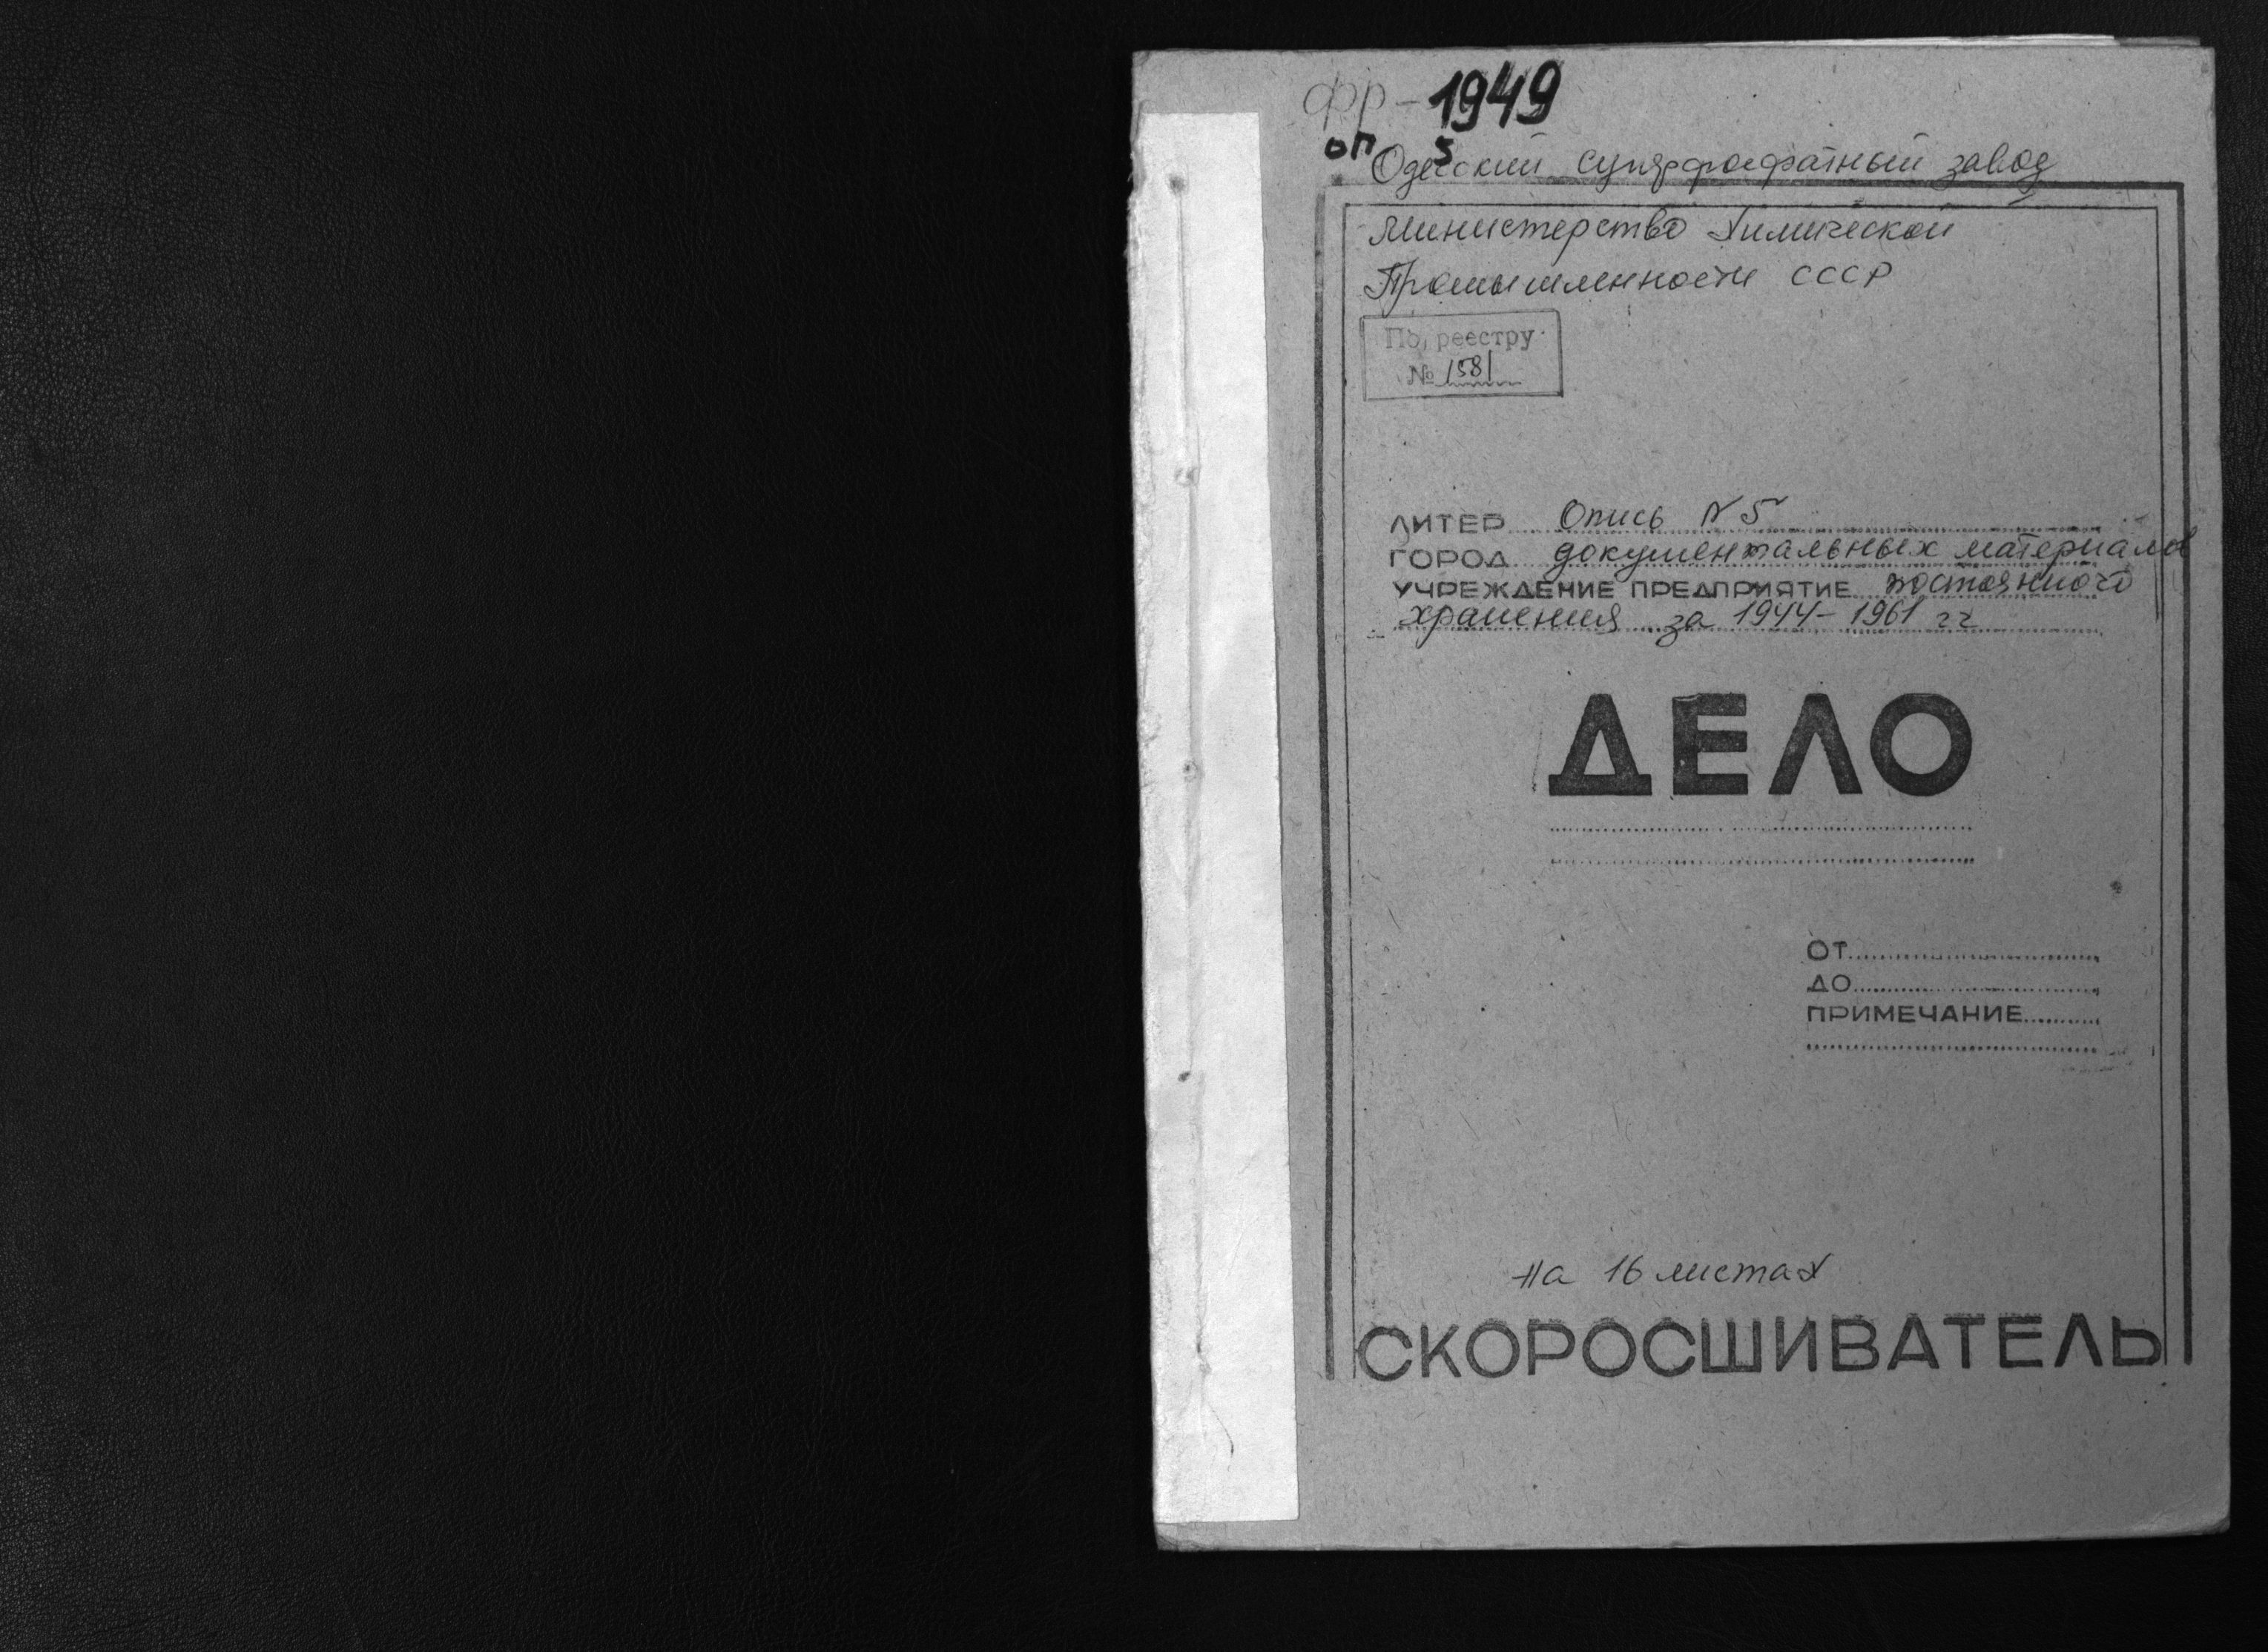 фр - 1949
оп 5
Одесский суперфосфатный завод
Министерство Химической
Промышленности СССР
По реестру
№ 1581
ЛИТЕР Опись N 5
ГОРОД документальных материалов
УЧРЕЖДЕНИЕ ПРЕДПРИЯТИЕ постоянного
хранения за 1944 - 1961 гг
ДЕЛО
ОТ
ДО
ПРИМЕЧАНИЕ
На 16 листах
СКОРОСШИВАТЕЛЬ